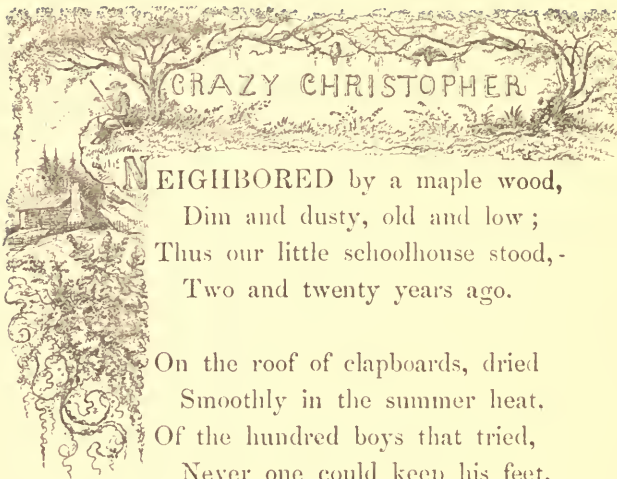 CRAZY CHRISTOPHER
NEIGHBORED by a maple wood,
Dim and dusty, old and low ;
Thus our little schoolhouse stood, -
Two and twenty years ago.
On the roof of clapboards, dried
Smoothly in the summer heat.
Of the hundred boys that tried,
Never one could keep his feet.